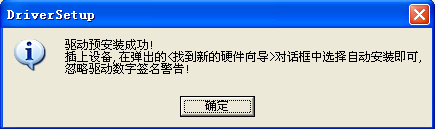 DriverSetup
驱动预安装成功!
插上设备,在弹出的<找到新的硬件向导>对话框中选择自动安装即可,
忽略驱动数字签名警告!
确定